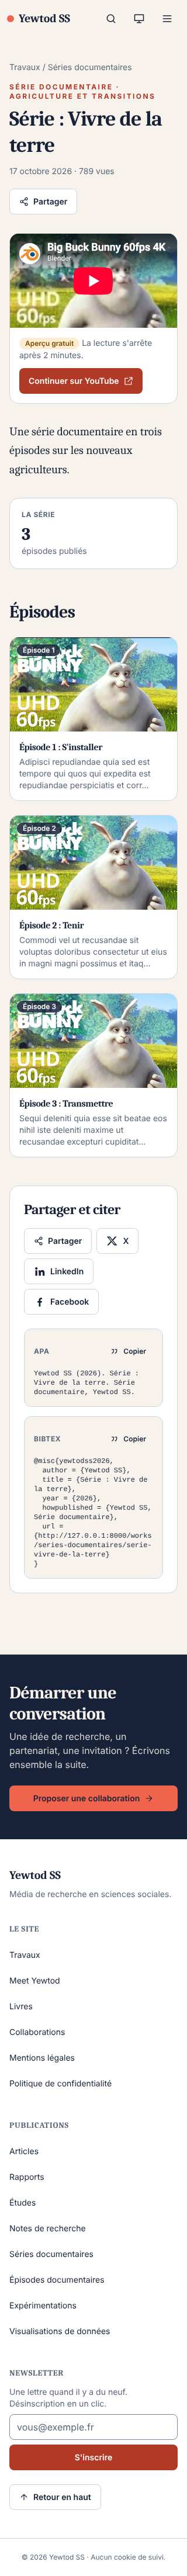 Yewtod SS
Travaux / Séries documentaires
SÉRIE DOCUMENTAIRE ·
AGRICULTURE ET TRANSITIONS
Série : Vivre de la
terre
17 octobre 2026 · 789 vues
Partager
Big Buck Bunny 60fps 4K
Blender
UHD
60fps
Aperçu gratuit La lecture s'arrête
après 2 minutes.
Continuer sur YouTube
Une série documentaire en trois
épisodes sur les nouveaux
agriculteurs.
LA SÉRIE
3
épisodes publiés
Épisodes
Épisode 1
BUNNY
UHD
60fps
Épisode 1 : S'installer
Adipisci repudiandae quia sed est
tempore qui quos qui expedita est
repudiandae perspiciatis et cor...
Épisode 2
BUNNY
UHD
60fps
Épisode 2 : Tenir
Commodi vel ut recusandae sit
voluptas doloribus consectetur ut eius
in magni magni possimus et itaq...
Épisode 3
BUNNY
UHD
60fps
Épisode 3 : Transmettre
Sequi deleniti quia esse sit beatae eos
nihil iste deleniti maxime ut
recusandae excepturi cupiditat...
Partager et citer
Partager
X
LinkedIn
Facebook
APA
Copier
Yewtod SS (2026). Série :
Vivre de la terre. Série
documentaire, Yewtod SS.
BIBTEX
Copier
@misc{yewtodss2026,
author = {Yewtod SS},
title = {Série : Vivre de
la terre},
year = {2026},
howpublished = {Yewtod SS,
Série documentaire},
url =
{http://127.0.0.1:8000/works
/series-documentaires/serie-
vivre-de-la-terre}
}
Démarrer une
conversation
Une idée de recherche, un
partenariat, une invitation ? Écrivons
ensemble la suite.
Proposer une collaboration
Yewtod SS
Média de recherche en sciences sociales.
LE SITE
Travaux
Meet Yewtod
Livres
Collaborations
Mentions légales
Politique de confidentialité
PUBLICATIONS
Articles
Rapports
Études
Notes de recherche
Séries documentaires
Épisodes documentaires
Expérimentations
Visualisations de données
NEWSLETTER
Une lettre quand il y a du neuf.
Désinscription en un clic.
vous@exemple.fr
S'inscrire
Retour en haut
© 2026 Yewtod SS · Aucun cookie de suivi.